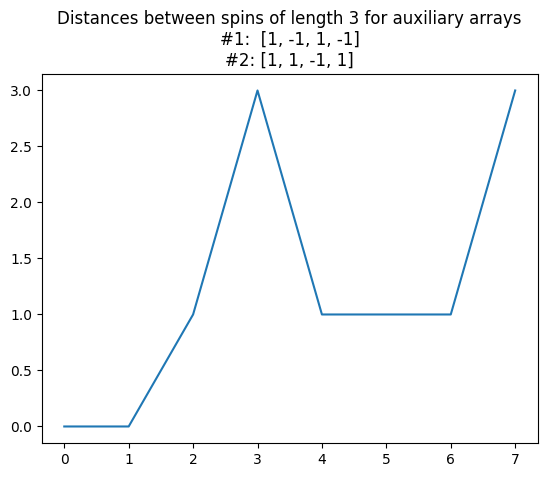 Distances between spins of length 3 for auxiliary arrays
#1:  [1, -1, 1, -1]
#2: [1, 1, -1, 1]
3.0
2.5
2.0
1.5
1.0
0.5
0.0
0 1 2 3 4 5 6 7